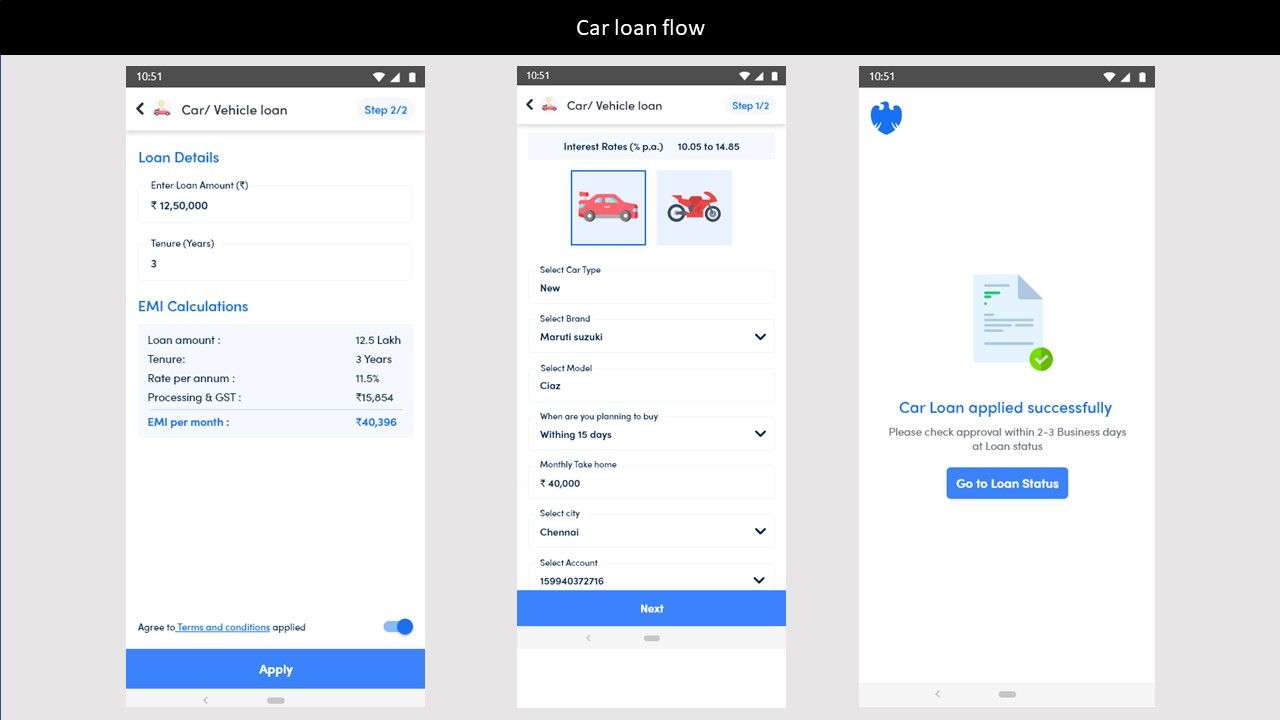 Car loan flow
10:51
Car/ Vehicle loan
Step 2/2
Loan Details
Enter Loan Amount (₹)
₹ 12,50,000
Tenure (Years)
3
EMI Calculations
Loan amount : 12.5 Lakh
Tenure: 3 Years
Rate per annum : 11.5%
Processing & GST : ₹15,854
EMI per month : ₹40,396
Agree to Terms and conditions applied
Apply
10:51
Car/ Vehicle loan
Step 1/2
Interest Rates (% p.a.) 10.05 to 14.85
Select Car Type
New
Select Brand
Maruti suzuki
Select Model
Ciaz
When are you planning to buy
Withing 15 days
Monthly Take home
₹ 40,000
Select city
Chennai
Select Account
159940372716
Next
10:51
Car Loan applied successfully
Please check approval within 2-3 Business days
at Loan status
Go to Loan Status